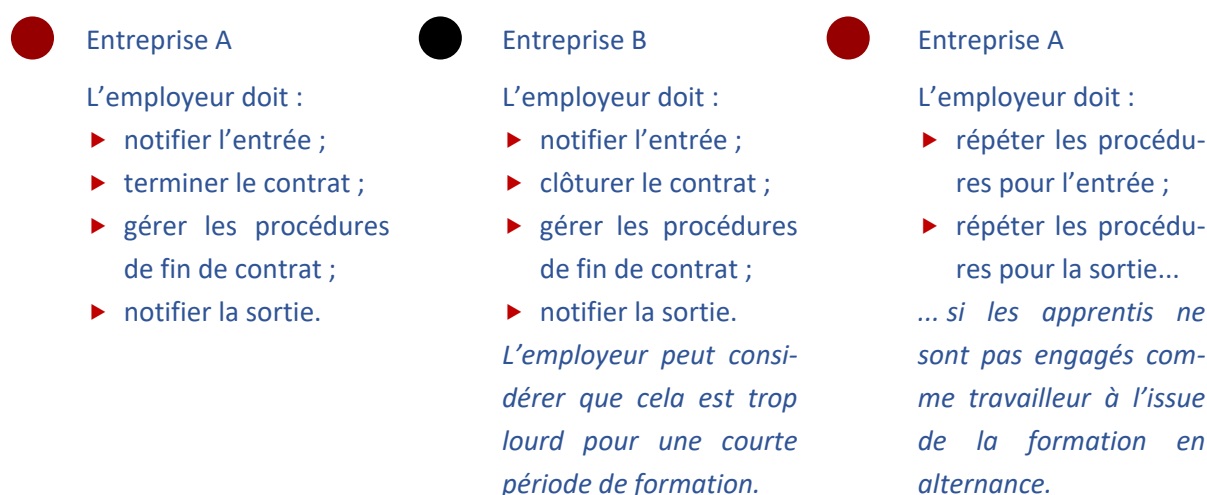 Entreprise A
L’employeur doit :
notifier l’entrée ;
terminer le contrat ;
gérer les procédures
de fin de contrat ;
notifier la sortie.
Entreprise B
L’employeur doit :
notifier l’entrée ;
clôturer le contrat ;
gérer les procédures
de fin de contrat ;
notifier la sortie.
L’employeur peut consi-
dérer que cela est trop
lourd pour une courte
période de formation.
Entreprise A
L’employeur doit :
répéter les procédu-
res pour l’entrée ;
répéter les procédu-
res pour la sortie...
... si les apprentis ne
sont pas engagés com-
me travailleur à l’issue
de la formation en
alternance.